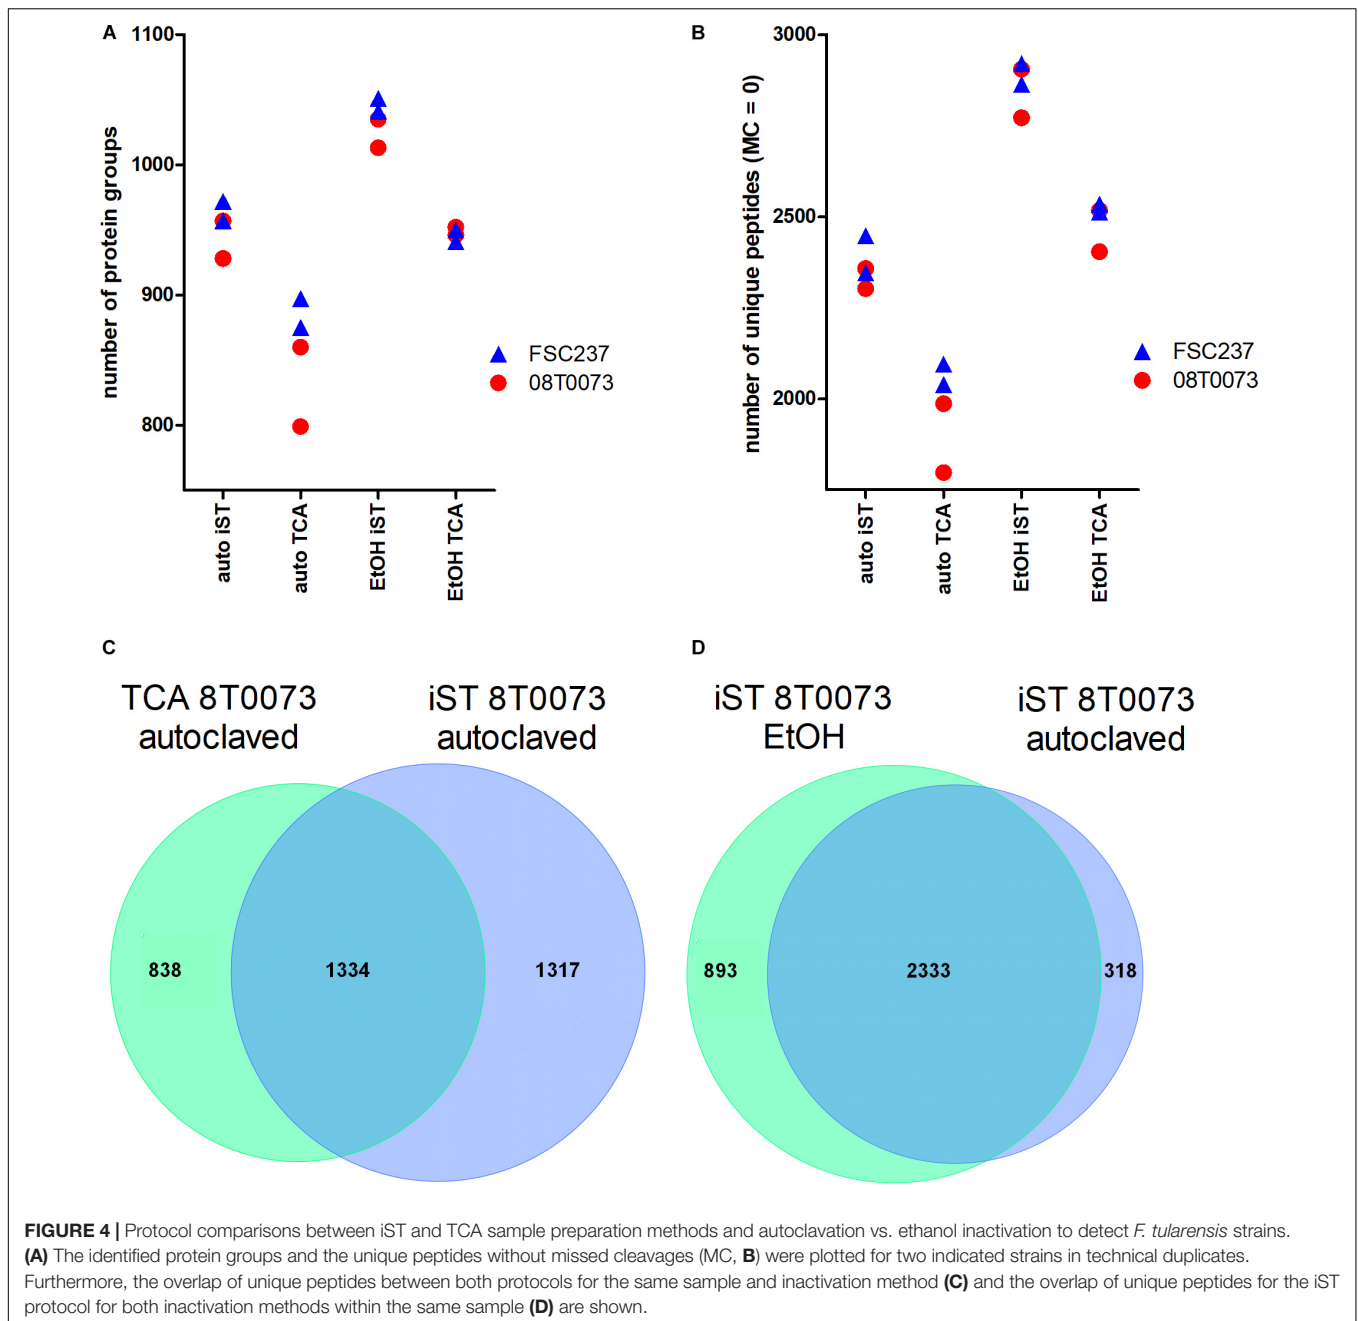 A
1100
1000
900
800
number of protein groups
FSC237
08T0073
auto iST
auto TCA
EtOH iST
EtOH TCA
B
3000
2500
2000
number of unique peptides (MC = 0)
FSC237
08T0073
auto iST
auto TCA
EtOH iST
EtOH TCA
C
TCA 8T0073
autoclaved
iST 8T0073
autoclaved
838
1334
1317
D
iST 8T0073
EtOH
iST 8T0073
autoclaved
893
2333
318
FIGURE 4 | Protocol comparisons between iST and TCA sample preparation methods and autoclavation vs. ethanol inactivation to detect F. tularensis strains.
(A) The identified protein groups and the unique peptides without missed cleavages (MC, B) were plotted for two indicated strains in technical duplicates.
Furthermore, the overlap of unique peptides between both protocols for the same sample and inactivation method (C) and the overlap of unique peptides for the iST
protocol for both inactivation methods within the same sample (D) are shown.